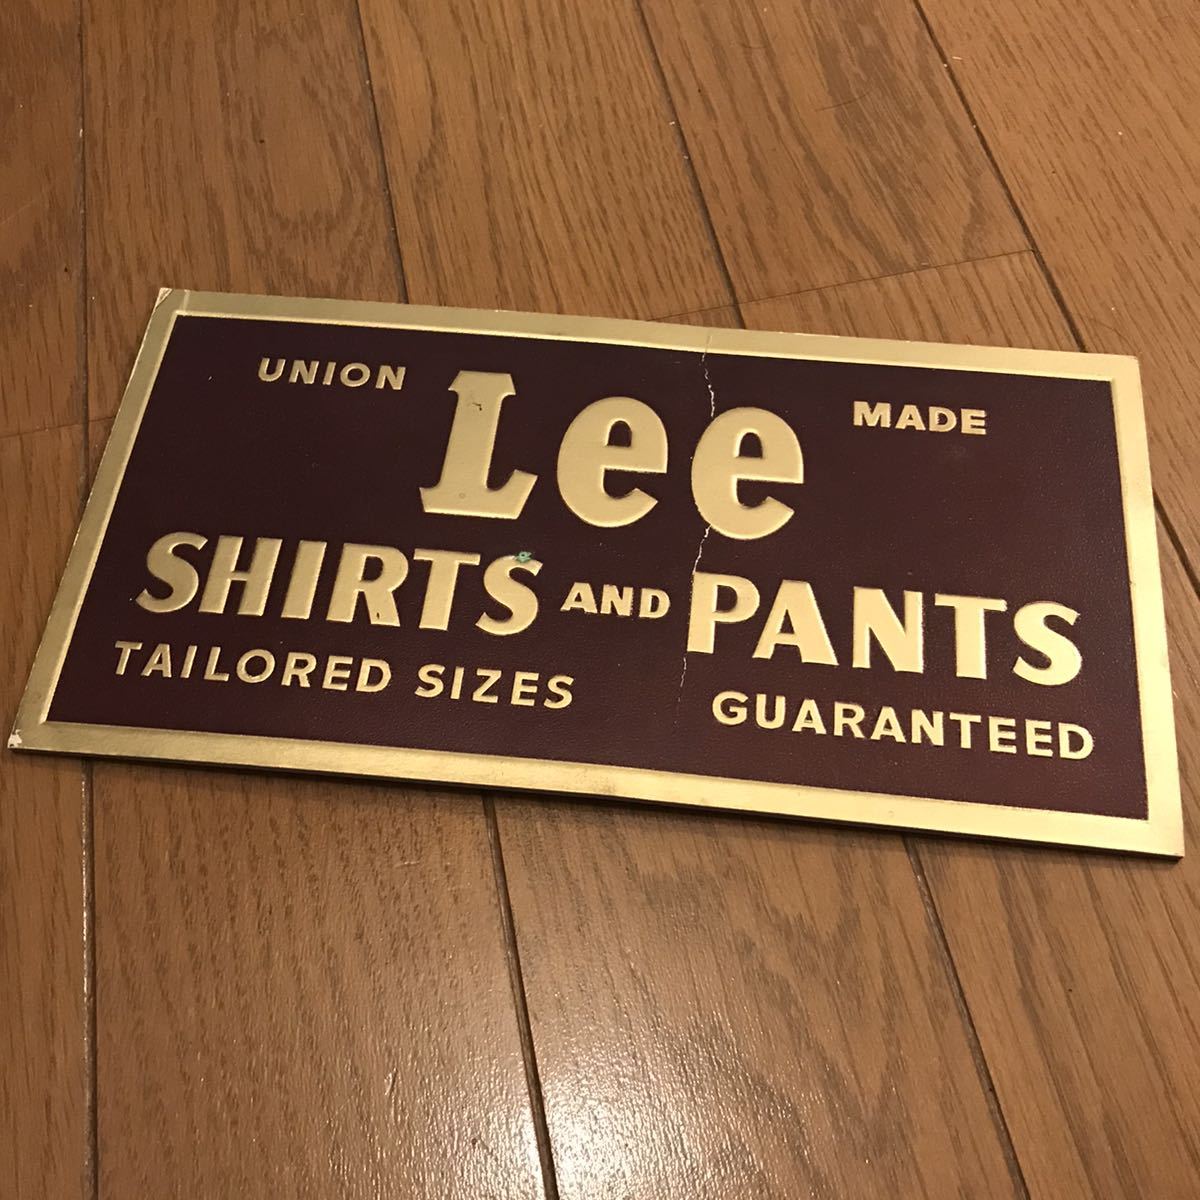 UNION Lee MADE
SHIRTS AND PANTS
TAILORED SIZES GUARANTEED